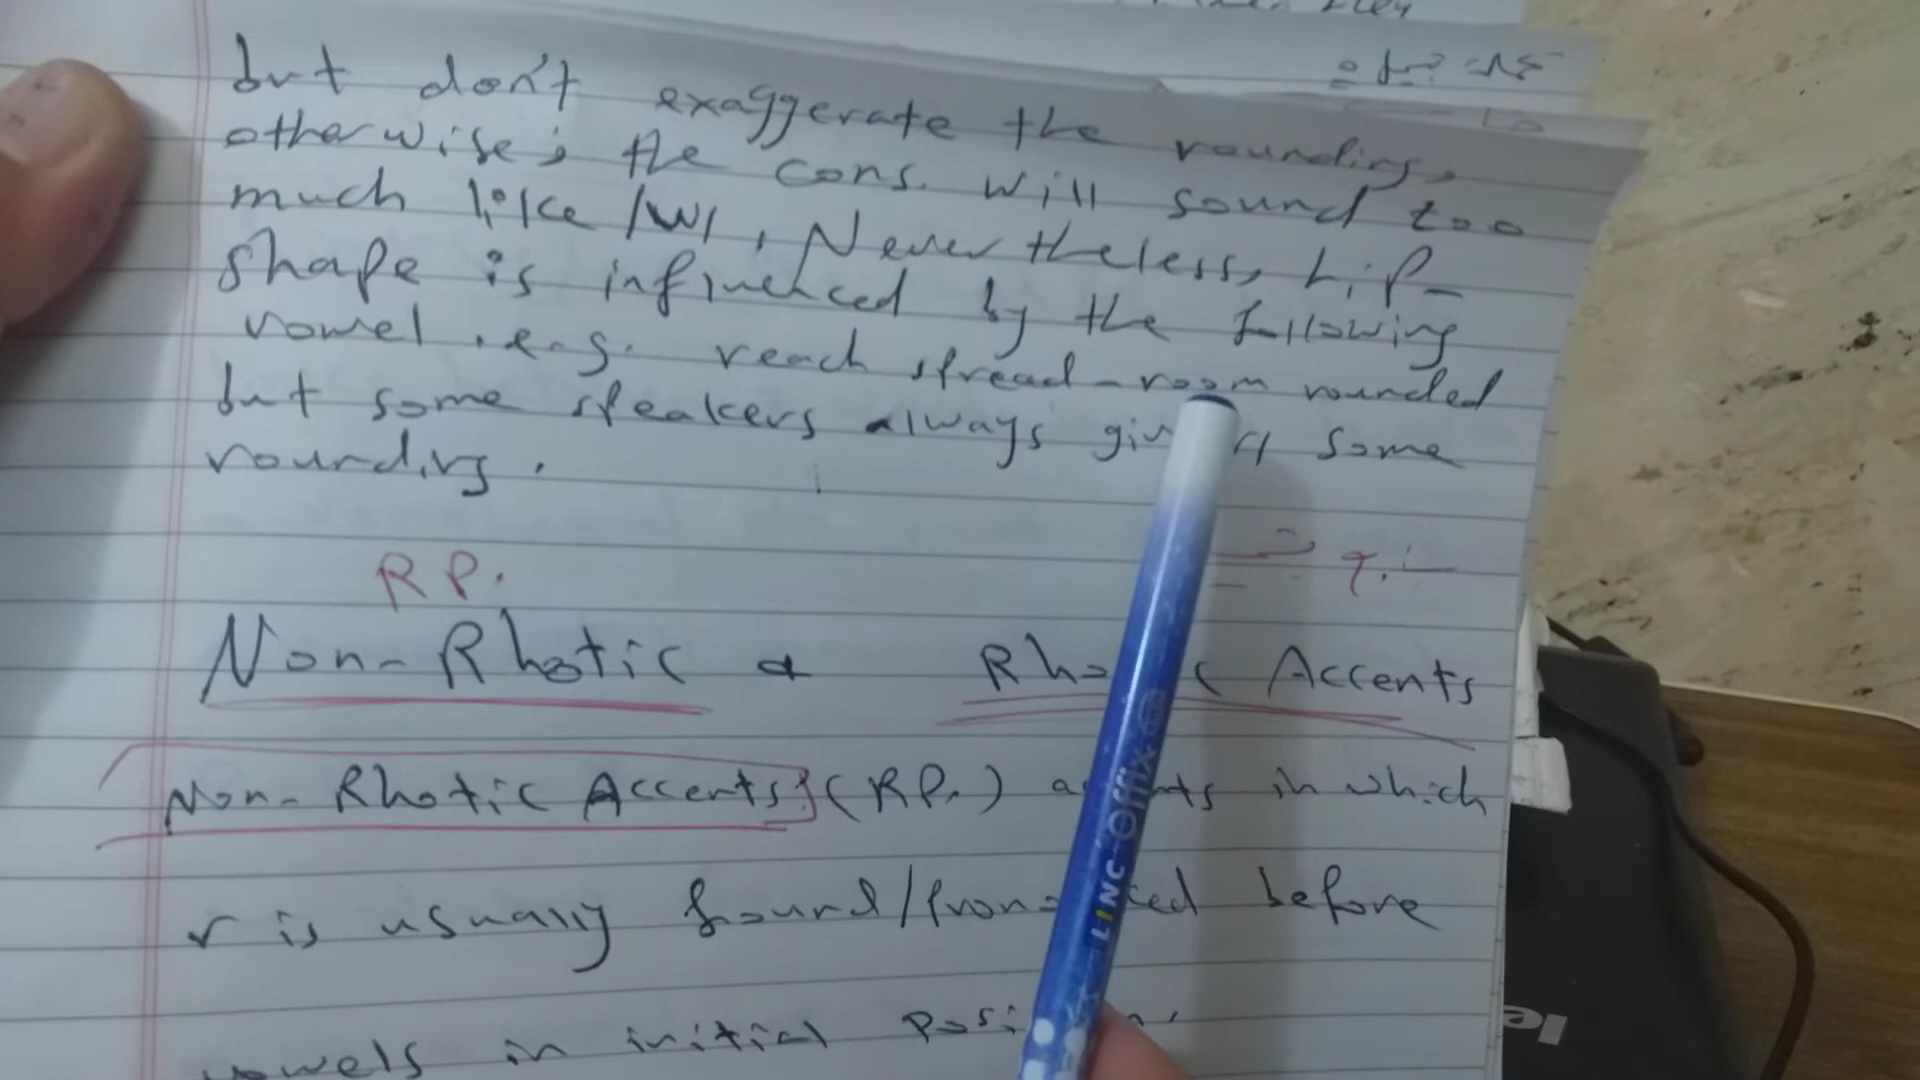 but don't exaggerate the rounding,
otherwise; the cons. will sound too
much like /w/, Nevertheless, Lip-
shape is influenced by the following
vowel .e.g. reach spread - room rounded
but some speakers always some
rounding.
RP.
Non-Rhotic & Accents
Non-Rhotic Accents: (RP.) in which
r is usually found/ before
vowels in initial
LINC Offix